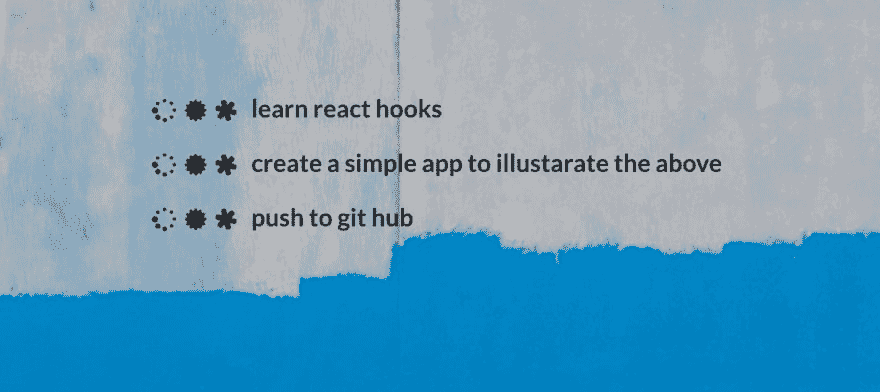 learn react hooks
create a simple app to illustarate the above
push to git hub